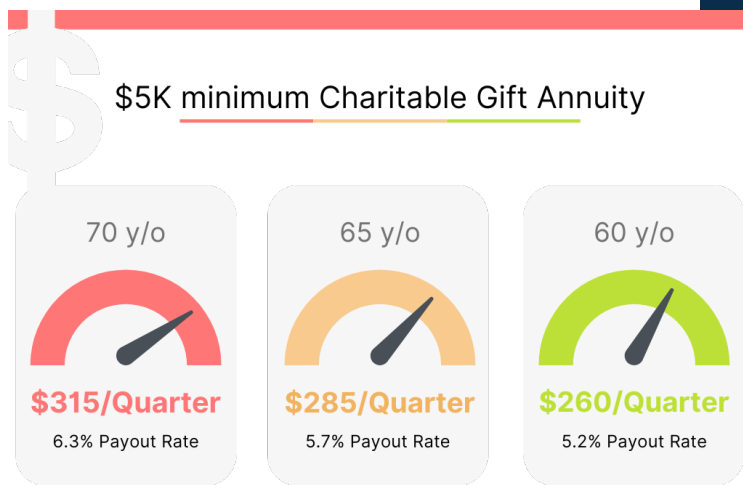 $
$5K minimum Charitable Gift Annuity
70 y/o
$315/Quarter
6.3% Payout Rate
65 y/o
$285/Quarter
5.7% Payout Rate
60 y/o
$260/Quarter
5.2% Payout Rate